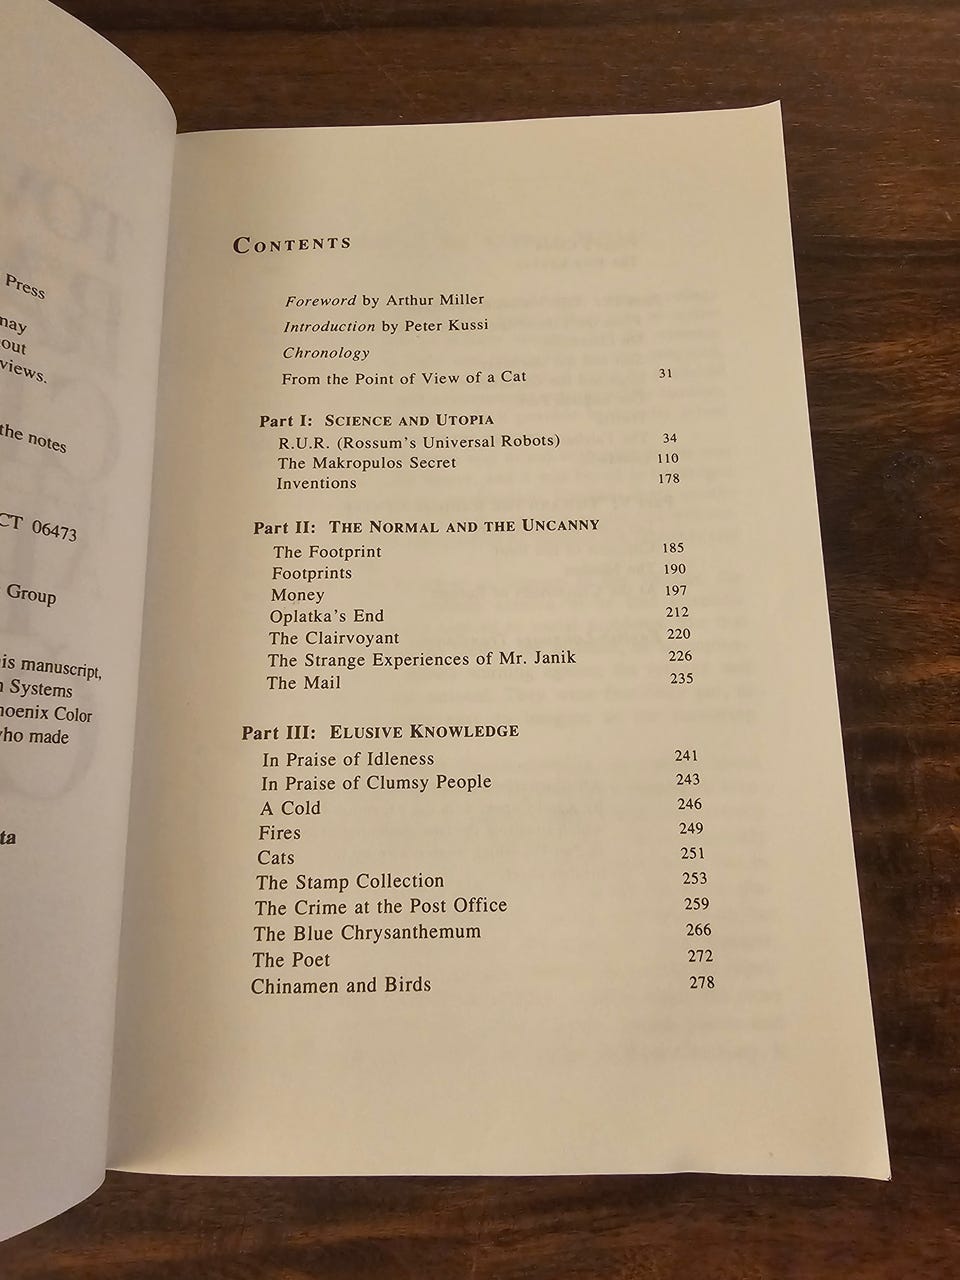 Press
nay
out
views.
the notes
CT 06473
Group
is manuscript,
n Systems
hoenix Color
who made
ta
CONTENTS
Foreword by Arthur Miller
Introduction by Peter Kussi
Chronology
From the Point of View of a Cat 31
Part I: SCIENCE AND UTOPIA
R.U.R. (Rossum's Universal Robots) 34
The Makropulos Secret 110
Inventions 178
Part II: THE NORMAL AND THE UNCANNY
The Footprint 185
Footprints 190
Money 197
Oplatka's End 212
The Clairvoyant 220
The Strange Experiences of Mr. Janik 226
The Mail 235
Part III: ELUSIVE KNOWLEDGE
In Praise of Idleness 241
In Praise of Clumsy People 243
A Cold 246
Fires 249
Cats 251
The Stamp Collection 253
The Crime at the Post Office 259
The Blue Chrysanthemum 266
The Poet 272
Chinamen and Birds 278